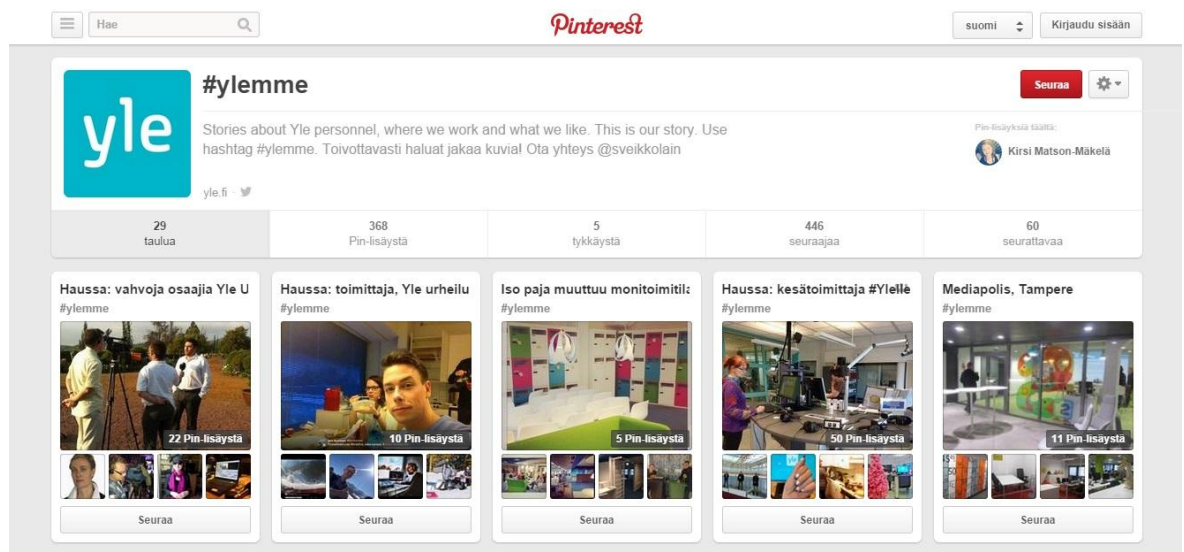 Hae
Pinterest
suomi
Kirjaudu sisään
yle
#ylemme
Seuraa
Stories about Yle personnel, where we work and what we like. This is our story. Use
hashtag #ylemme. Toivottavasti haluat jakaa kuvia! Ota yhteys @sveikkolain
Pin-lisäyksiä täältä:
Kirsi Matson-Mäkelä
yle.fi
29
taulua
368
Pin-lisäystä
5
tykkäystä
446
seuraajaa
60
seurattavaa
Haussa: vahvoja osaajia Yle U
#ylemme
22 Pin-lisäystä
Seuraa
Haussa: toimittaja, Yle urheilu
#ylemme
10 Pin-lisäystä
Seuraa
Iso paja muuttuu monitoimitila
#ylemme
5 Pin-lisäystä
Seuraa
Haussa: kesätoimittaja
#ylemme
50 Pin-lisäystä
Seuraa
Mediapolis, Tampere
#ylemme
11 Pin-lisäystä
Seuraa